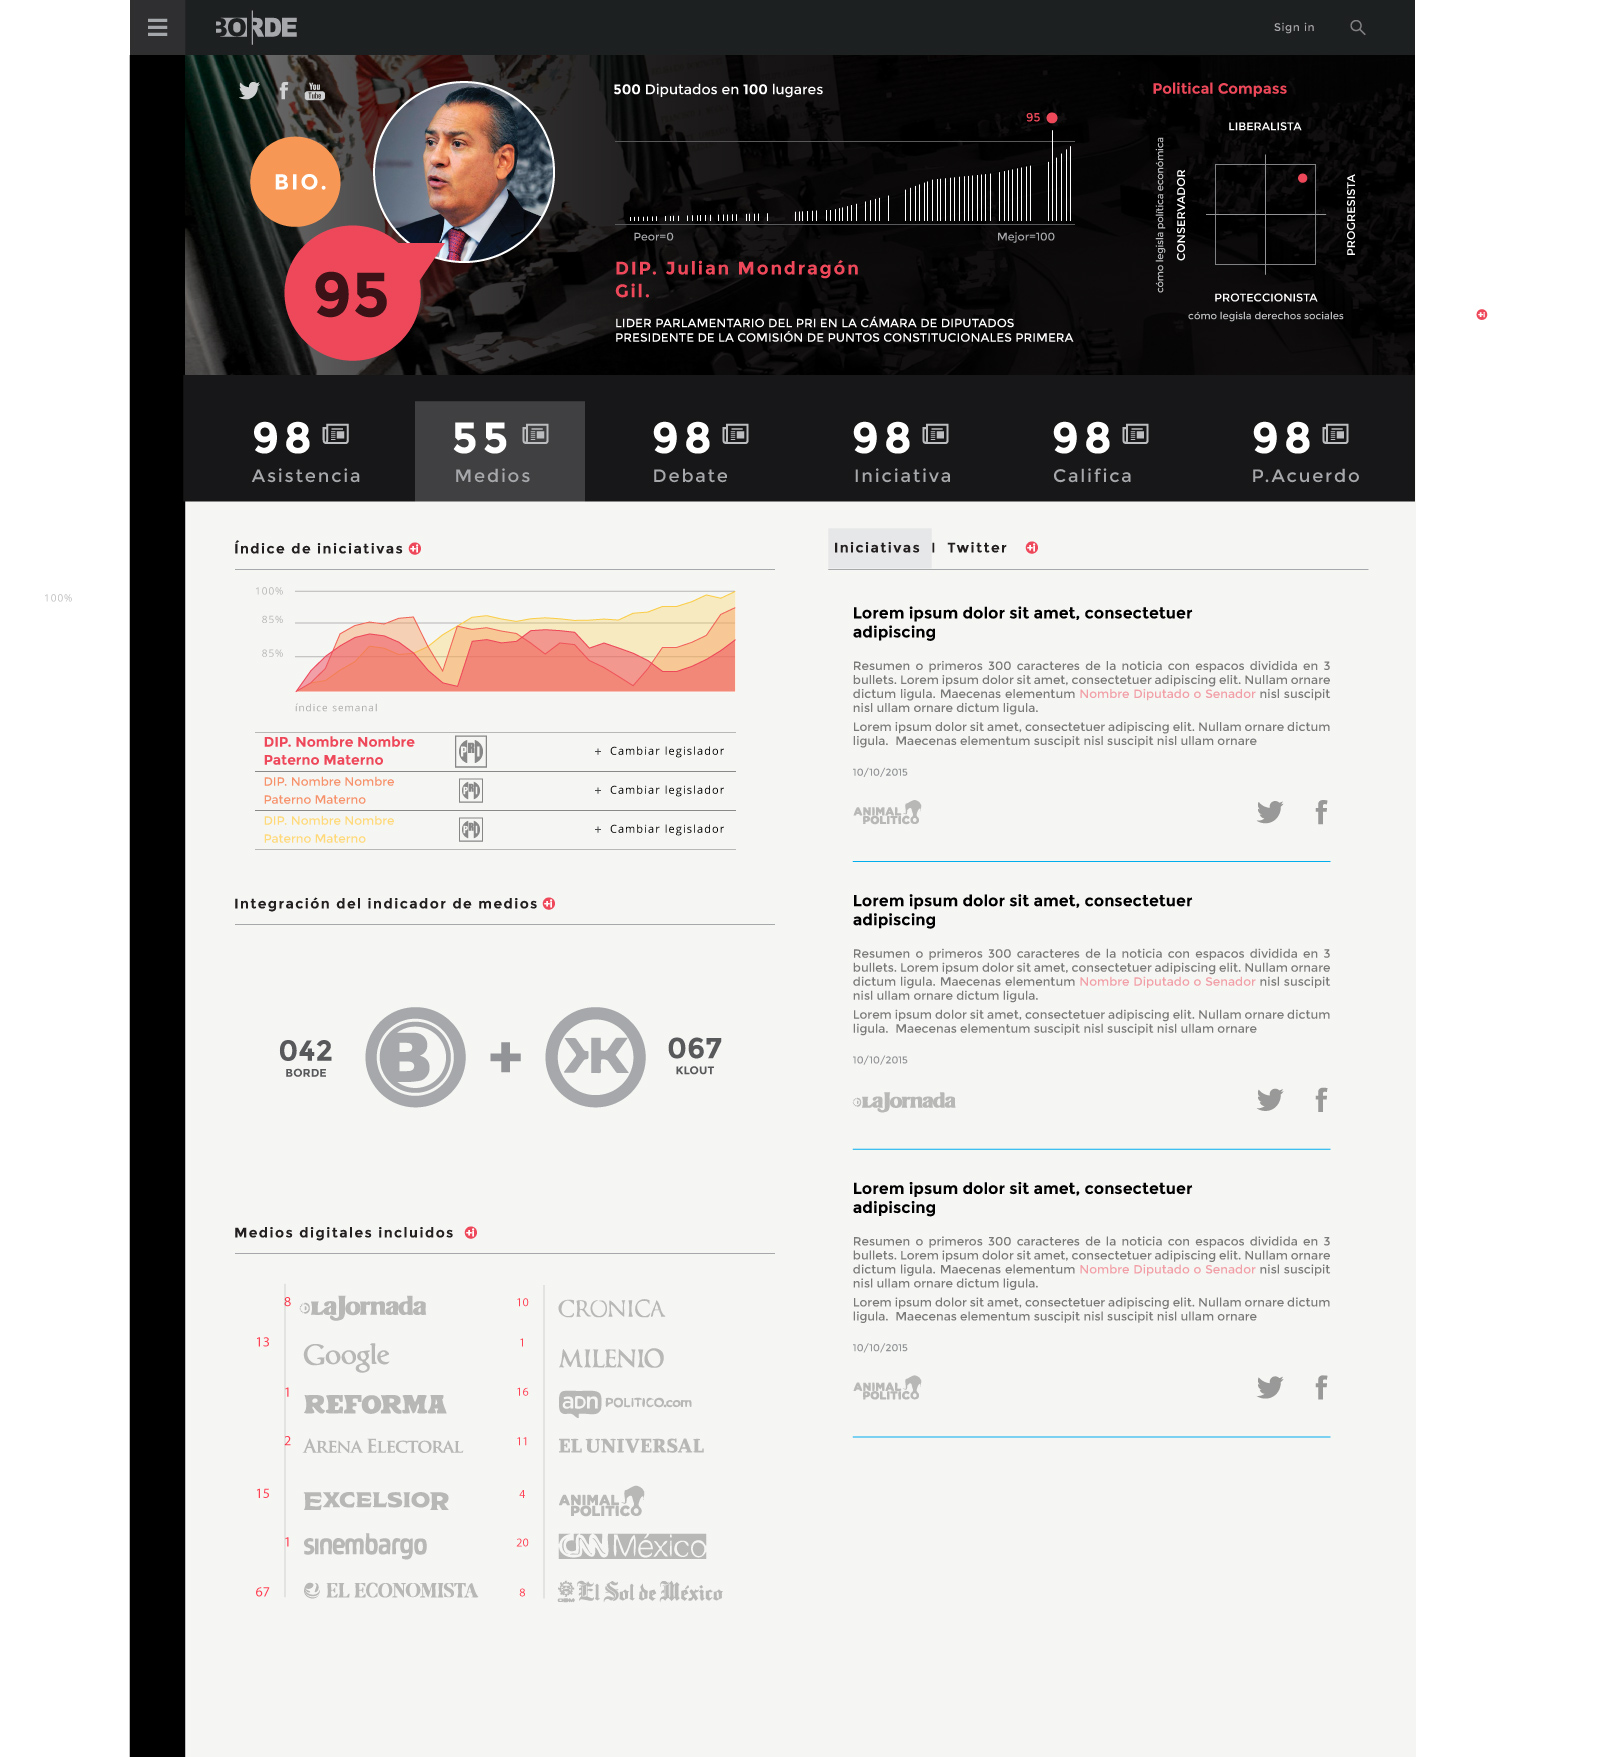 BORDE
Sign in
You
Tube
BIO.
95
500 Diputados en 100 lugares
95
Peor=0
Mejor=100
DIP. Julian Mondragón
Gil.
LIDER PARLAMENTARIO DEL PRI EN LA CÁMARA DE DIPUTADOS
PRESIDENTE DE LA COMISIÓN DE PUNTOS CONSTITUCIONALES PRIMERA
Political Compass
LIBERALISTA
cómo legisla política económica
CONSERVADOR
PROGRESISTA
PROTECCIONISTA
cómo legisla derechos sociales
98
Asistencia
55
Medios
98
Debate
98
Iniciativa
98
Califica
98
P.Acuerdo
Índice de iniciativas
100%
100%
85%
85%
índice semanal
DIP. Nombre Nombre
Paterno Materno
PRI
+ Cambiar legislador
DIP. Nombre Nombre
Paterno Materno
PRI
+ Cambiar legislador
DIP. Nombre Nombre
Paterno Materno
PRI
+ Cambiar legislador
Integración del indicador de medios
042
BORDE
B
+
K
067
KLOUT
Medios digitales incluidos
8 La Jornada
13 Google
1 REFORMA
2 ARENA ELECTORAL
15 EXCELSIOR
1 sinembargo
67 EL ECONOMISTA
10 CRONICA
1 MILENIO
16 aDn POLITICO.com
11 EL UNIVERSAL
4 ANIMAL
POLITICO
20 CNN México
8 El Sol de México
Iniciativas | Twitter
Lorem ipsum dolor sit amet, consectetuer
adipiscing
Resumen o primeros 300 caracteres de la noticia con espacos dividida en 3
bullets. Lorem ipsum dolor sit amet, consectetuer adipiscing elit. Nullam ornare
dictum ligula. Maecenas elementum Nombre Diputado o Senador nisl suscipit
nisl ullam ornare dictum ligula.
Lorem ipsum dolor sit amet, consectetuer adipiscing elit. Nullam ornare dictum
ligula. Maecenas elementum suscipit nisl suscipit nisl ullam ornare
10/10/2015
ANIMAL
POLITICO
Lorem ipsum dolor sit amet, consectetuer
adipiscing
Resumen o primeros 300 caracteres de la noticia con espacos dividida en 3
bullets. Lorem ipsum dolor sit amet, consectetuer adipiscing elit. Nullam ornare
dictum ligula. Maecenas elementum Nombre Diputado o Senador nisl suscipit
nisl ullam ornare dictum ligula.
Lorem ipsum dolor sit amet, consectetuer adipiscing elit. Nullam ornare dictum
ligula. Maecenas elementum suscipit nisl suscipit nisl ullam ornare
10/10/2015
La Jornada
Lorem ipsum dolor sit amet, consectetuer
adipiscing
Resumen o primeros 300 caracteres de la noticia con espacos dividida en 3
bullets. Lorem ipsum dolor sit amet, consectetuer adipiscing elit. Nullam ornare
dictum ligula. Maecenas elementum Nombre Diputado o Senador nisl suscipit
nisl ullam ornare dictum ligula.
Lorem ipsum dolor sit amet, consectetuer adipiscing elit. Nullam ornare dictum
ligula. Maecenas elementum suscipit nisl suscipit nisl ullam ornare
10/10/2015
ANIMAL
POLITICO